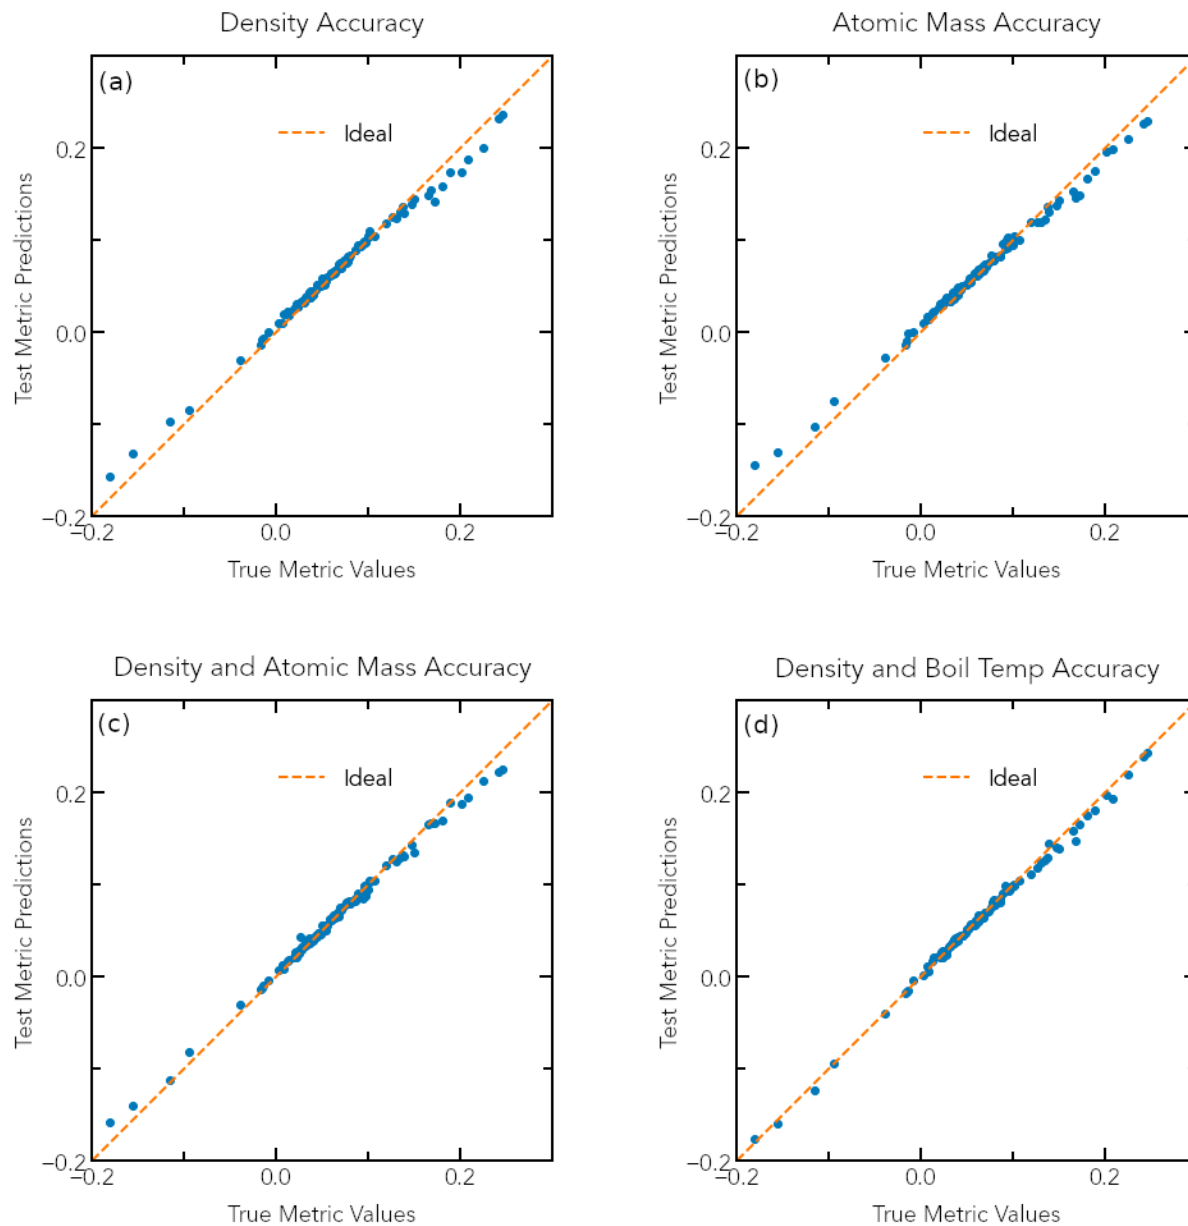 Density Accuracy
(a)
Ideal
0.2
0.0
−0.2
Test Metric Predictions
−0.2 0.0 0.2
True Metric Values
Atomic Mass Accuracy
(b)
Ideal
0.2
0.0
−0.2
Test Metric Predictions
−0.2 0.0 0.2
True Metric Values
Density and Atomic Mass Accuracy
(c)
Ideal
0.2
0.0
−0.2
Test Metric Predictions
−0.2 0.0 0.2
True Metric Values
Density and Boil Temp Accuracy
(d)
Ideal
0.2
0.0
−0.2
Test Metric Predictions
−0.2 0.0 0.2
True Metric Values